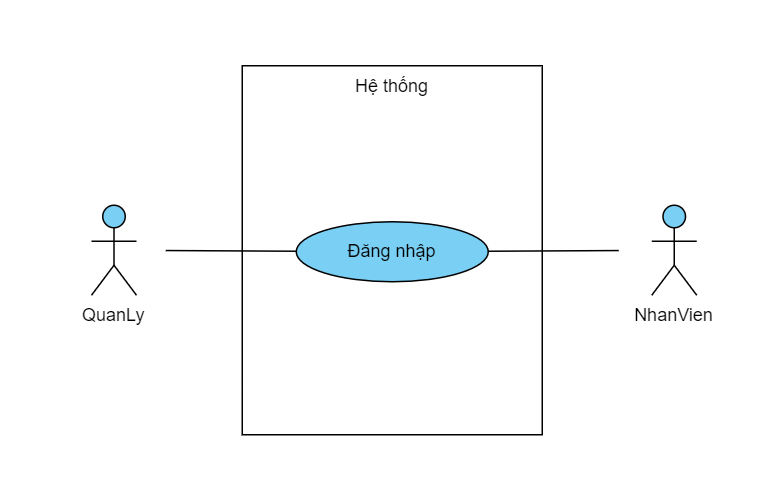 Hệ thống
Đăng nhập
QuanLy
NhanVien